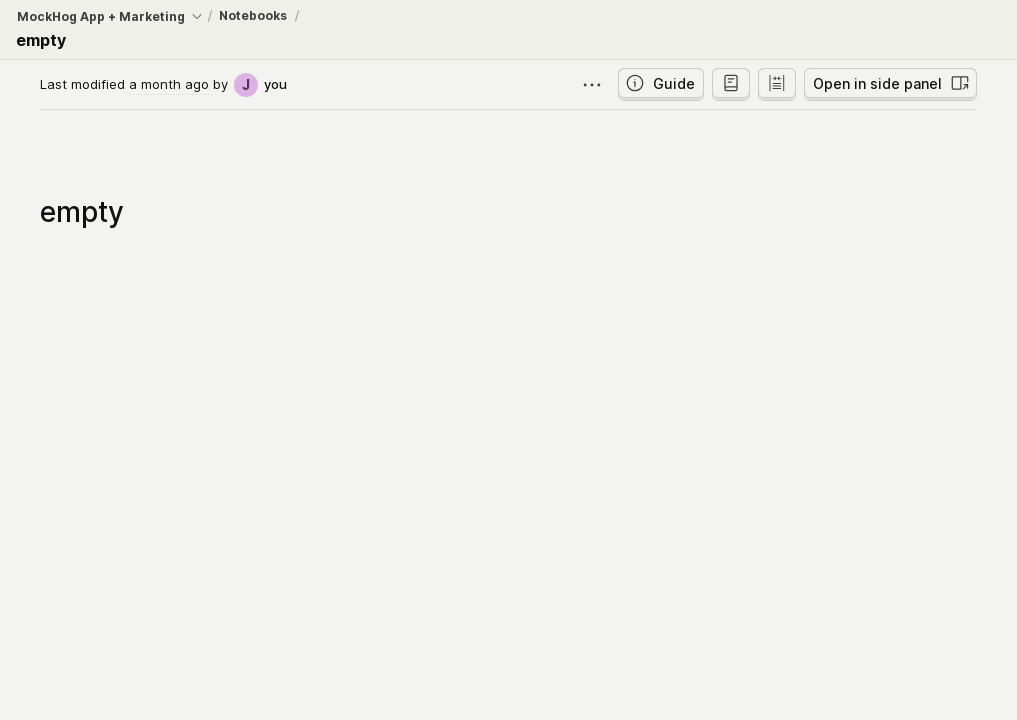 MockHog App + Marketing / Notebooks /
empty
Last modified a month ago by J you
Guide
Open in side panel
empty